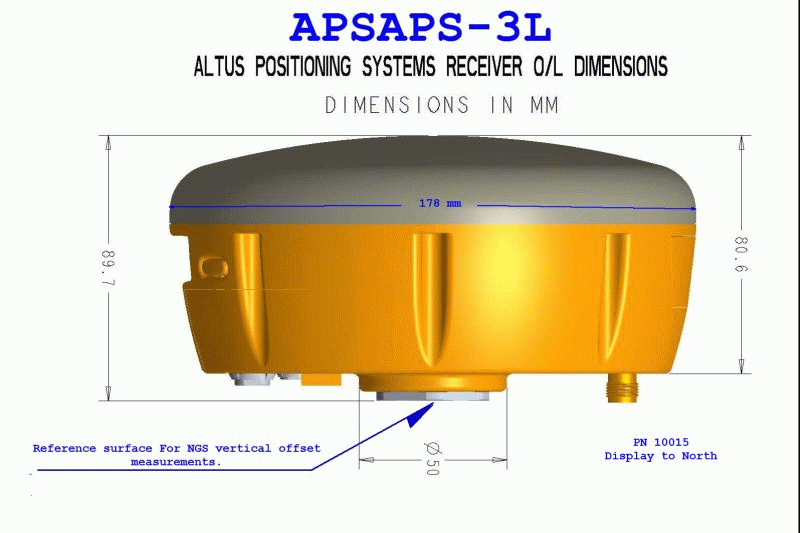 APSAPS-3L
ALTUS POSITIONING SYSTEMS RECEIVER O/L DIMENSIONS
DIMENSIONS IN MM
178 mm
89.7
80.6
Reference surface For NGS vertical offset
measurements.
Ø50
PN 10015
Display to North